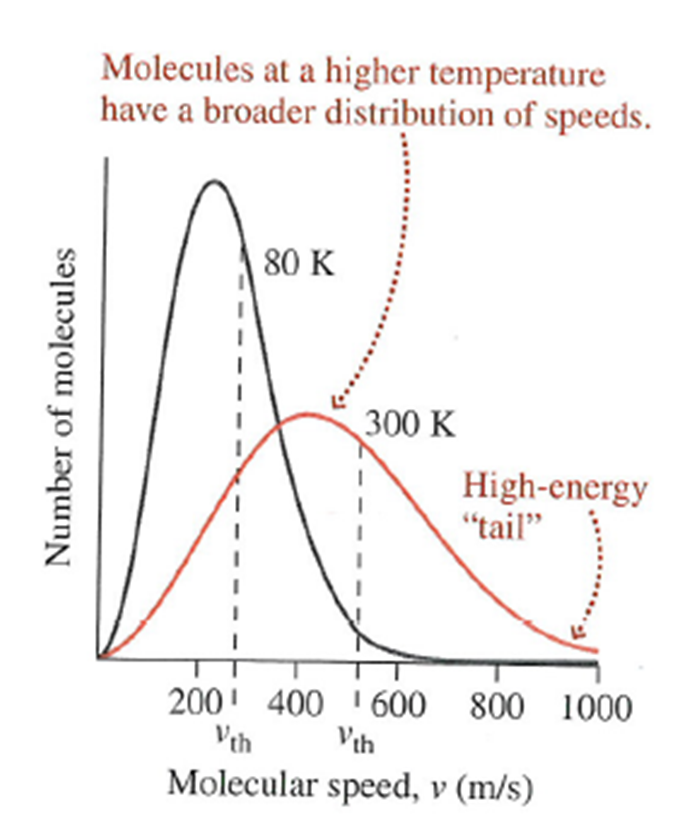 Molecules at a higher temperature
have a broader distribution of speeds.
Number of molecules
80 K
300 K
High-energy
“tail”
200 400 600 800 1000
vth vth
Molecular speed, v (m/s)